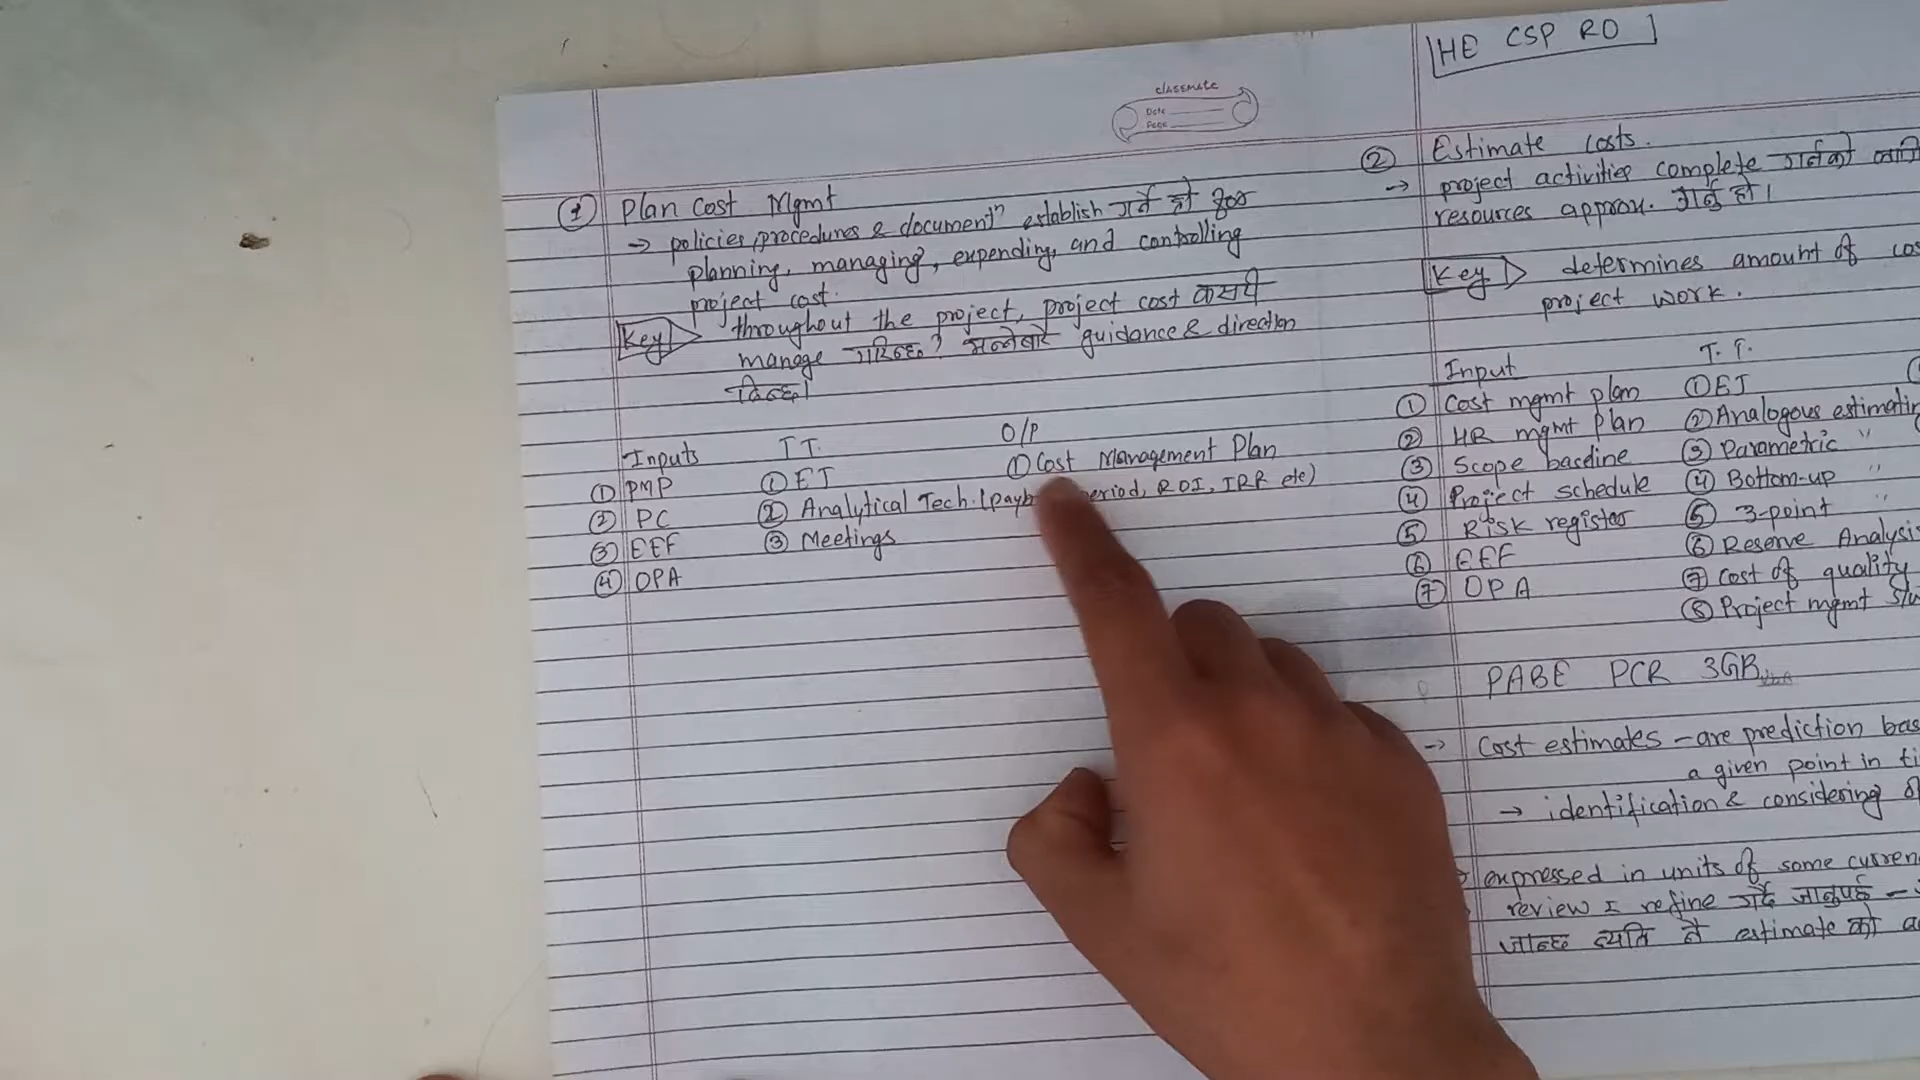 HE CSP RO
classmate
Date
Page
① Plan Cost Mgmt
→ policies, procedures & documentⁿ establish गर्ने हो for
planning, managing, expending, and controlling
project cost.
Key throughout the project, project cost कसरी
manage गरिन्छ? भन्नेबारे guidance & direction
दिन्छ।
Inputs
① PMP
② PC
③ EEF
④ OPA
T T.
① EJ
② Analytical Tech. (payb period, ROI, IRR etc)
③ Meetings
O/P
① Cost Management Plan
② Estimate Costs.
→ project activities complete गर्नको लागि
resources approx. गर्नु हो।
Key determines amount of cos
project work.
Input
① Cost mgmt plan
② HR mgmt plan
③ Scope baseline
④ Project schedule
⑤ Risk register
⑥ EEF
⑦ OPA
T. T.
① EJ
② Analogous estimatin
③ Parametric "
④ Bottom-up "
⑤ 3-point "
⑥ Reserve Analysis
⑦ Cost of quality
⑧ Project mgmt s/w
PABE PCR 3GB
→ Cost estimates - are prediction bas
a given point in ti
→ identification & considering of
expressed in units of some curren
review & refine गर्दै जानुपर्छ -
जान्छ त्यति नै estimate को a